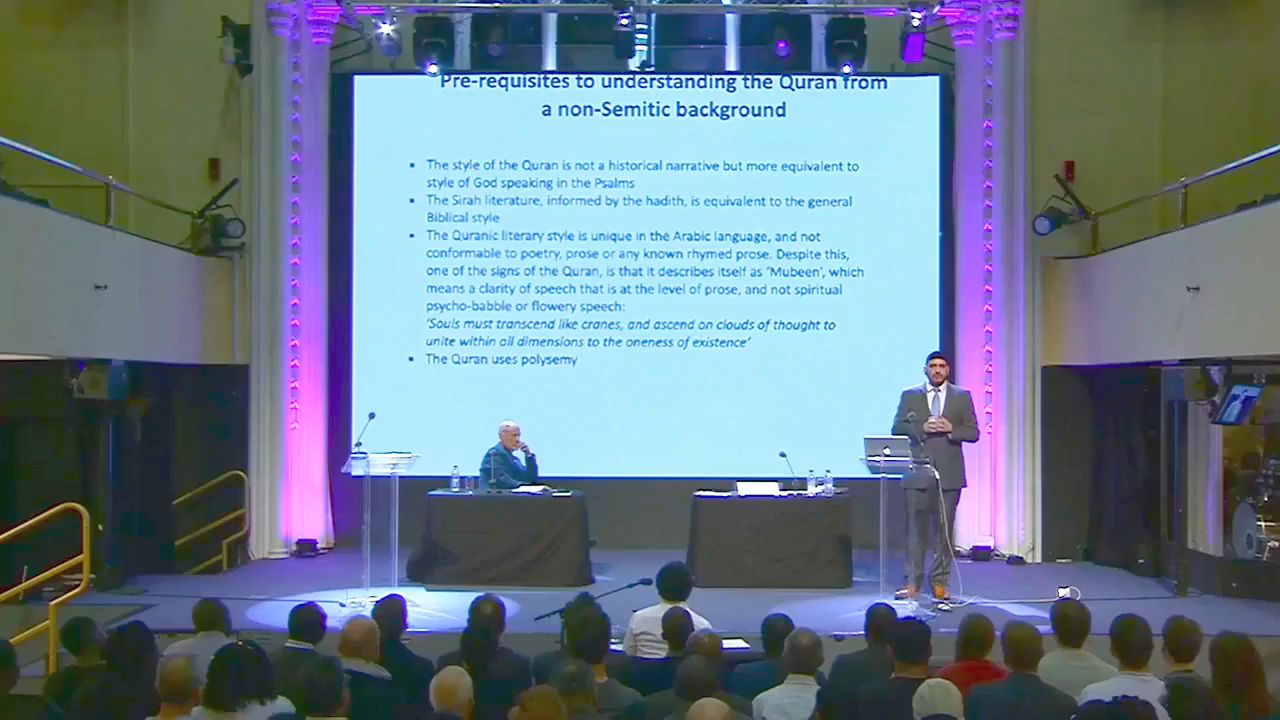 Pre-requisites to understanding the Quran from
a non-Semitic background
▪ The style of the Quran is not a historical narrative but more equivalent to
style of God speaking in the Psalms
▪ The Sirah literature, informed by the hadith, is equivalent to the general
Biblical style
▪ The Quranic literary style is unique in the Arabic language, and not
conformable to poetry, prose or any known rhymed prose. Despite this,
one of the signs of the Quran, is that it describes itself as 'Mubeen', which
means a clarity of speech that is at the level of prose, and not spiritual
psycho-babble or flowery speech:
'Souls must transcend like cranes, and ascend on clouds of thought to
unite within all dimensions to the oneness of existence'
▪ The Quran uses polysemy